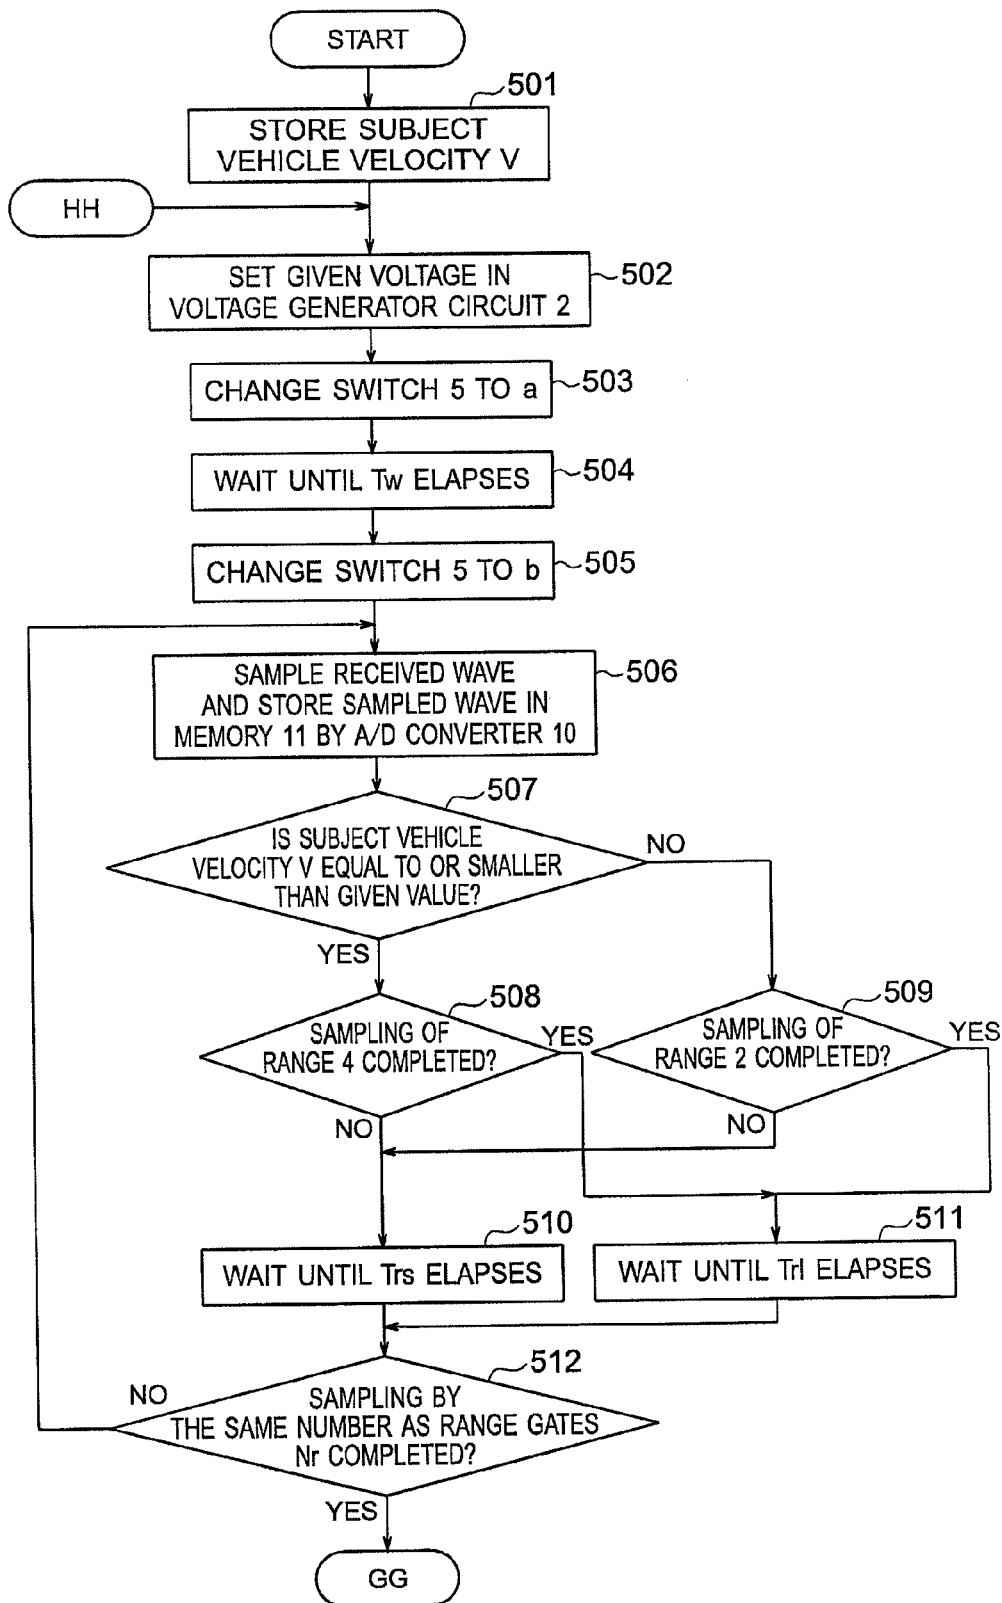 START
501
STORE SUBJECT
VEHICLE VELOCITY V
HH
502
SET GIVEN VOLTAGE IN
VOLTAGE GENERATOR CIRCUIT 2
503
CHANGE SWITCH 5 TO a
504
WAIT UNTIL Tw ELAPSES
505
CHANGE SWITCH 5 TO b
506
SAMPLE RECEIVED WAVE
AND STORE SAMPLED WAVE IN
MEMORY 11 BY A/D CONVERTER 10
507
IS SUBJECT VEHICLE
VELOCITY V EQUAL TO OR SMALLER
THAN GIVEN VALUE?
NO
YES
508
SAMPLING OF
RANGE 4 COMPLETED?
YES
NO
509
SAMPLING OF
RANGE 2 COMPLETED?
YES
NO
510
WAIT UNTIL Trs ELAPSES
511
WAIT UNTIL Trl ELAPSES
512
NO
SAMPLING BY
THE SAME NUMBER AS RANGE GATES
Nr COMPLETED?
YES
GG